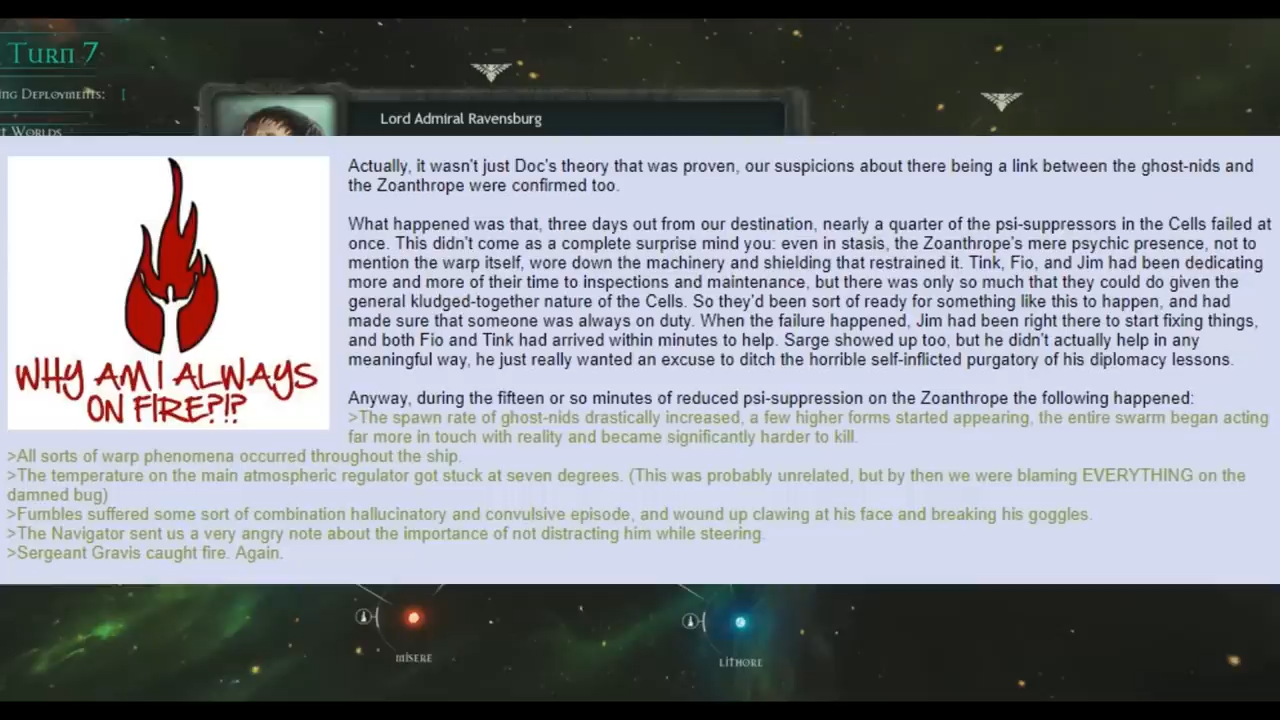 Turn 7
ing Deployments: 1
t Worlds
Lord Admiral Ravensburg
WHY AM I ALWAYS
ON FIRE?!?
Actually, it wasn't just Doc's theory that was proven, our suspicions about there being a link between the ghost-nids and
the Zoanthrope were confirmed too.
What happened was that, three days out from our destination, nearly a quarter of the psi-suppressors in the Cells failed at
once. This didn't come as a complete surprise mind you: even in stasis, the Zoanthrope's mere psychic presence, not to
mention the warp itself, wore down the machinery and shielding that restrained it. Tink, Fio, and Jim had been dedicating
more and more of their time to inspections and maintenance, but there was only so much that they could do given the
general kludged-together nature of the Cells. So they'd been sort of ready for something like this to happen, and had
made sure that someone was always on duty. When the failure happened, Jim had been right there to start fixing things,
and both Fio and Tink had arrived within minutes to help. Sarge showed up too, but he didn't actually help in any
meaningful way, he just really wanted an excuse to ditch the horrible self-inflicted purgatory of his diplomacy lessons.
Anyway, during the fifteen or so minutes of reduced psi-suppression on the Zoanthrope the following happened:
>The spawn rate of ghost-nids drastically increased, a few higher forms started appearing, the entire swarm began acting
far more in touch with reality and became significantly harder to kill.
>All sorts of warp phenomena occurred throughout the ship.
>The temperature on the main atmospheric regulator got stuck at seven degrees. (This was probably unrelated, but by then we were blaming EVERYTHING on the
damned bug)
>Fumbles suffered some sort of combination hallucinatory and convulsive episode, and wound up clawing at his face and breaking his goggles.
>The Navigator sent us a very angry note about the importance of not distracting him while steering.
>Sergeant Gravis caught fire. Again.
Misere
Lithore